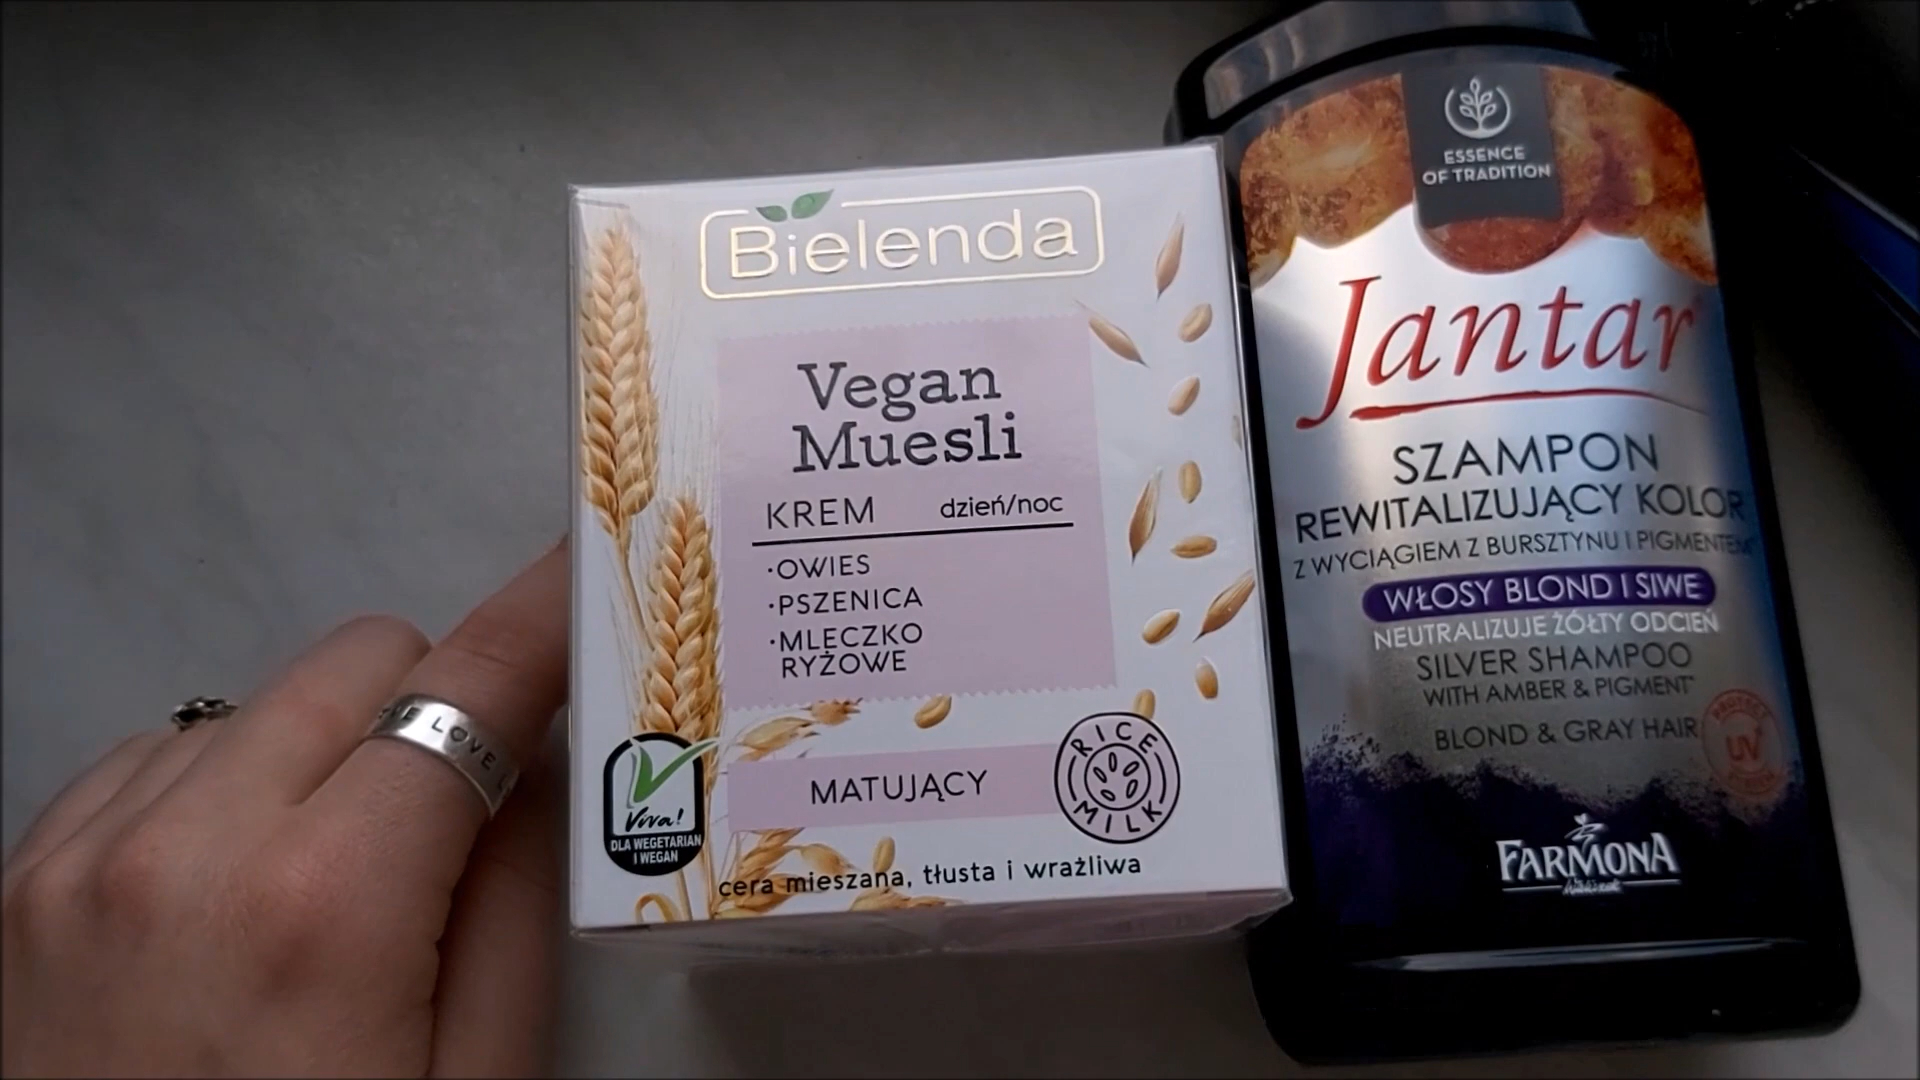 Bielenda
Vegan
Muesli
KREM dzień/noc
·OWIES
·PSZENICA
·MLECZKO
RYŻOWE
MATUJĄCY
RICE
MILK
Viva!
DLA WEGETARIAN
I WEGAN
cera mieszana, tłusta i wrażliwa
ESSENCE
OF TRADITION
Jantar
SZAMPON
REWITALIZUJĄCY KOLOR
Z WYCIĄGIEM Z BURSZTYNU I PIGMENTEM
WŁOSY BLOND I SIWE
NEUTRALIZUJE ŻÓŁTY ODCIEŃ
SILVER SHAMPOO
WITH AMBER & PIGMENT
BLOND & GRAY HAIR
PROTECT
UV
FARMONA
LOVE L